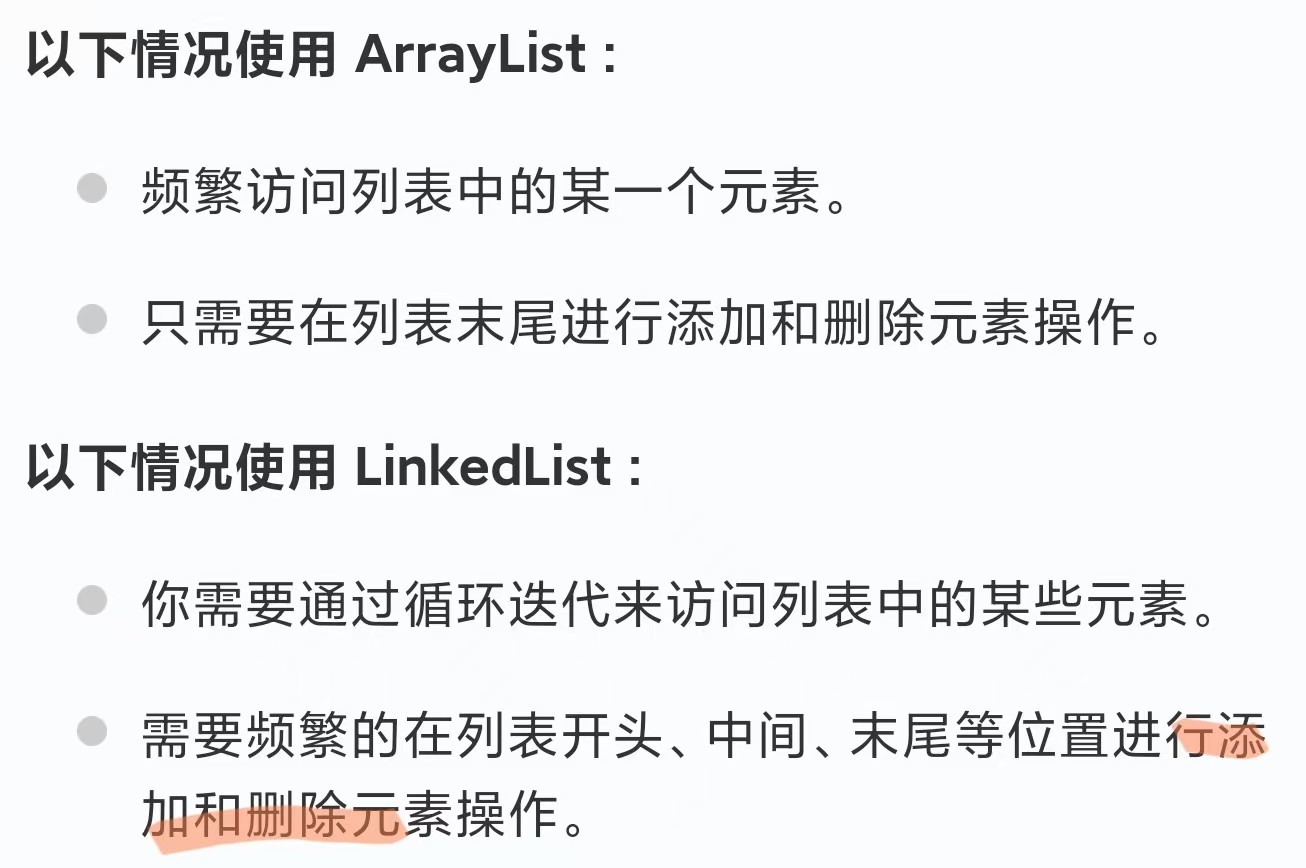 以下情况使用 ArrayList :
频繁访问列表中的某一个元素。
只需要在列表末尾进行添加和删除元素操作。
以下情况使用 LinkedList :
你需要通过循环迭代来访问列表中的某些元素。
需要频繁的在列表开头、中间、末尾等位置进行添
加和删除元素操作。